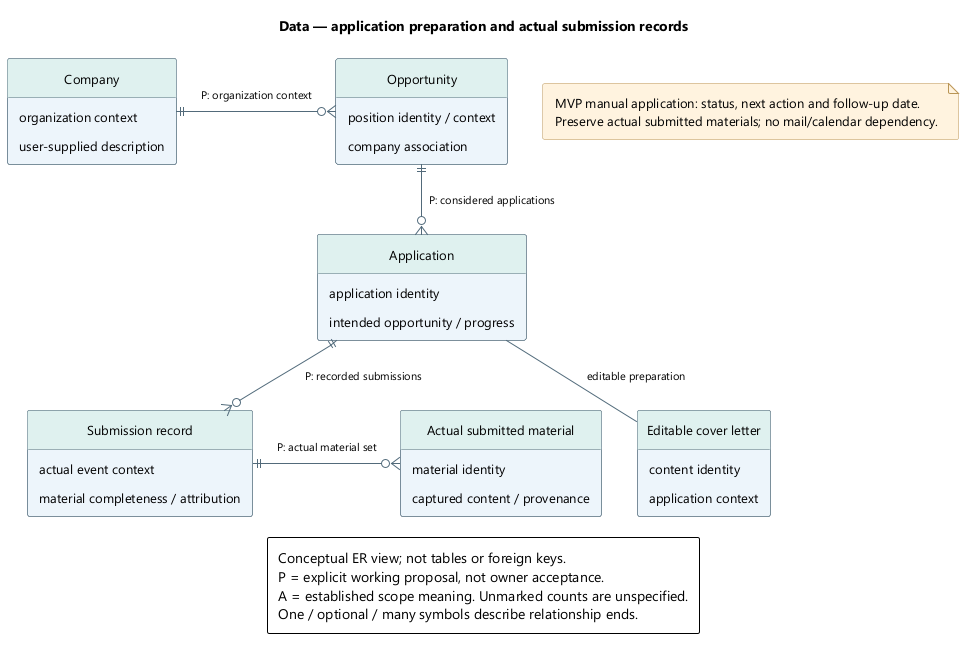 Data — application preparation and actual submission records
Company
organization context
user-supplied description
P: organization context
Opportunity
position identity / context
company association
MVP manual application: status, next action and follow-up date.
Preserve actual submitted materials; no mail/calendar dependency.
P: considered applications
Application
application identity
intended opportunity / progress
P: recorded submissions
editable preparation
Submission record
actual event context
material completeness / attribution
P: actual material set
Actual submitted material
material identity
captured content / provenance
Editable cover letter
content identity
application context
Conceptual ER view; not tables or foreign keys.
P = explicit working proposal, not owner acceptance.
A = established scope meaning. Unmarked counts are unspecified.
One / optional / many symbols describe relationship ends.